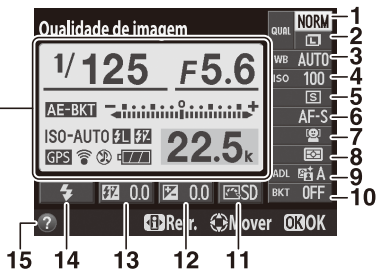 Qualidade de imagem
QUAL NORM 1
L 2
1/125 F5.6
WB AUTO 3
ISO 100 4
AE-BKT - + S 5
AF-S 6
ISO-AUTO 7
GPS 22.5k 8
ADL A 9
0.0 0.0 SD BKT OFF 10
? Retr. Mover OK OK
15 14 13 12 11